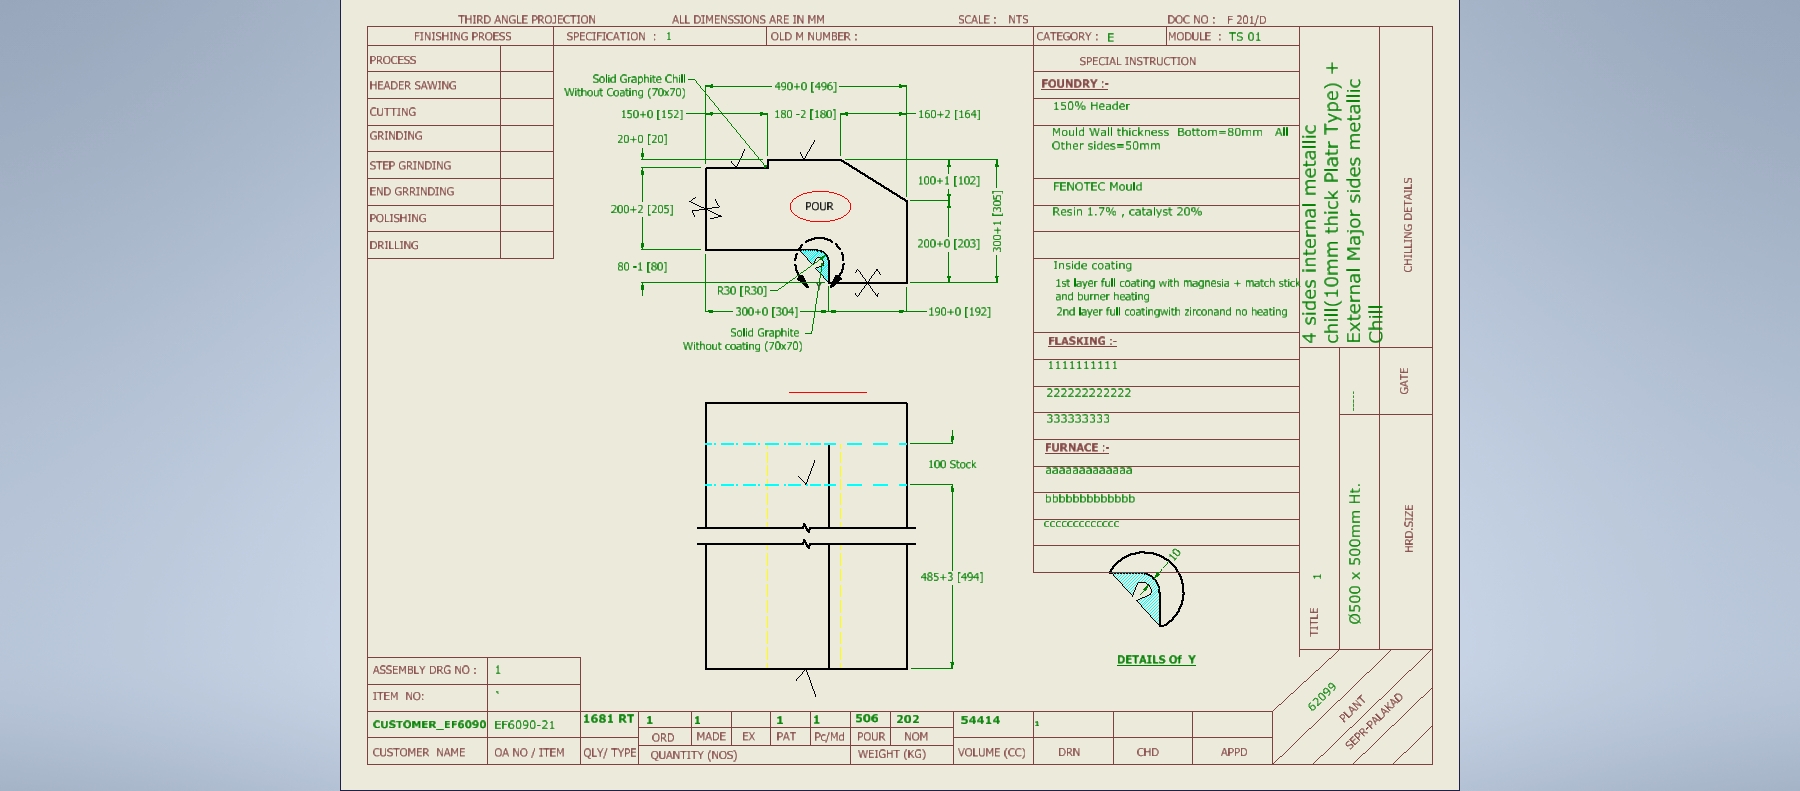 THIRD ANGLE PROJECTION ALL DIMENSSIONS ARE IN MM SCALE : NTS DOC NO : F 201/D
FINISHING PROESS SPECIFICATION : 1 OLD M NUMBER : CATEGORY : E MODULE : TS 01
PROCESS
HEADER SAWING
CUTTING
GRINDING
STEP GRINDING
END GRRINDING
POLISHING
DRILLING
Solid Graphite Chill
Without Coating (70x70)
490+0 [496]
150+0 [152] 180 -2 [180] 160+2 [164]
20+0 [20]
100+1 [102]
200+2 [205]
POUR
300+1 [305]
200+0 [203]
80 -1 [80]
R30 [R30]
300+0 [304] 190+0 [192]
Solid Graphite
Without coating (70x70)
100 Stock
485+3 [494]
SPECIAL INSTRUCTION
FOUNDRY :-
150% Header
Mould Wall thickness Bottom=80mm All
Other sides=50mm
FENOTEC Mould
Resin 1.7% , catalyst 20%
Inside coating
1st layer full coating with magnesia + match stick
and burner heating
2nd layer full coatingwith zirconand no heating
FLASKING :-
1111111111
222222222222
333333333
FURNACE :-
aaaaaaaaaaaaa
bbbbbbbbbbbbb
ccccccccccccc
10
DETAILS Of Y
4 sides internal metallic
chill(10mm thick Platr Type) +
External Major sides metallic
Chill
CHILLING DETAILS
-----
GATE
TITLE 1
Ø500 x 500mm Ht.
HRD.SIZE
62099
PLANT
SEPR-PALAKAD
ASSEMBLY DRG NO : 1
ITEM NO: `
CUSTOMER_EF6090 EF6090-21 1681 RT 1 1 1 1 506 202 54414 1
ORD MADE EX PAT Pc/Md POUR NOM
CUSTOMER NAME OA NO / ITEM QLY/ TYPE QUANTITY (NOS) WEIGHT (KG) VOLUME (CC) DRN CHD APPD